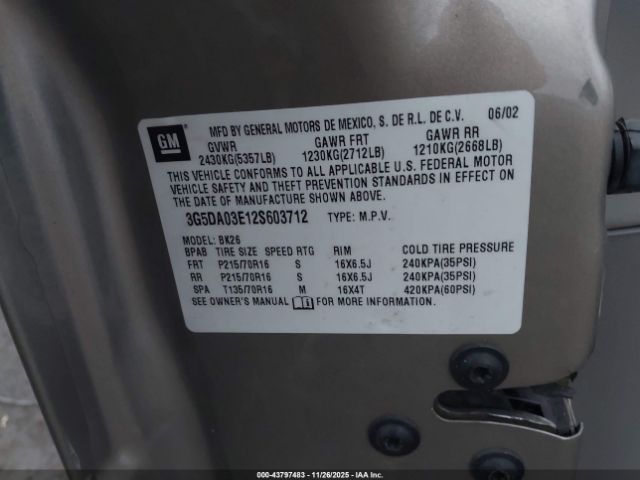 GM
MFD BY GENERAL MOTORS DE MEXICO, S. DE R.L. DE C.V. 06/02
GVWR GAWR FRT GAWR RR
2430KG(5357LB) 1230KG(2712LB) 1210KG(2668LB)
THIS VEHICLE CONFORMS TO ALL APPLICABLE U.S. FEDERAL MOTOR
VEHICLE SAFETY AND THEFT PREVENTION STANDARDS IN EFFECT ON
THE DATE OF MANUFACTURE SHOWN ABOVE.
3G5DA03E12S603712 TYPE: M.P.V.
MODEL: BK26
BPAB TIRE SIZE SPEED RTG RIM COLD TIRE PRESSURE
FRT P215/70R16 S 16X6.5J 240KPA(35PSI)
RR P215/70R16 S 16X6.5J 240KPA(35PSI)
SPA T135/70R16 M 16X4T 420KPA(60PSI)
SEE OWNER'S MANUAL FOR MORE INFORMATION.
000-43797483 | 11/26/2025 | IAAI.COM